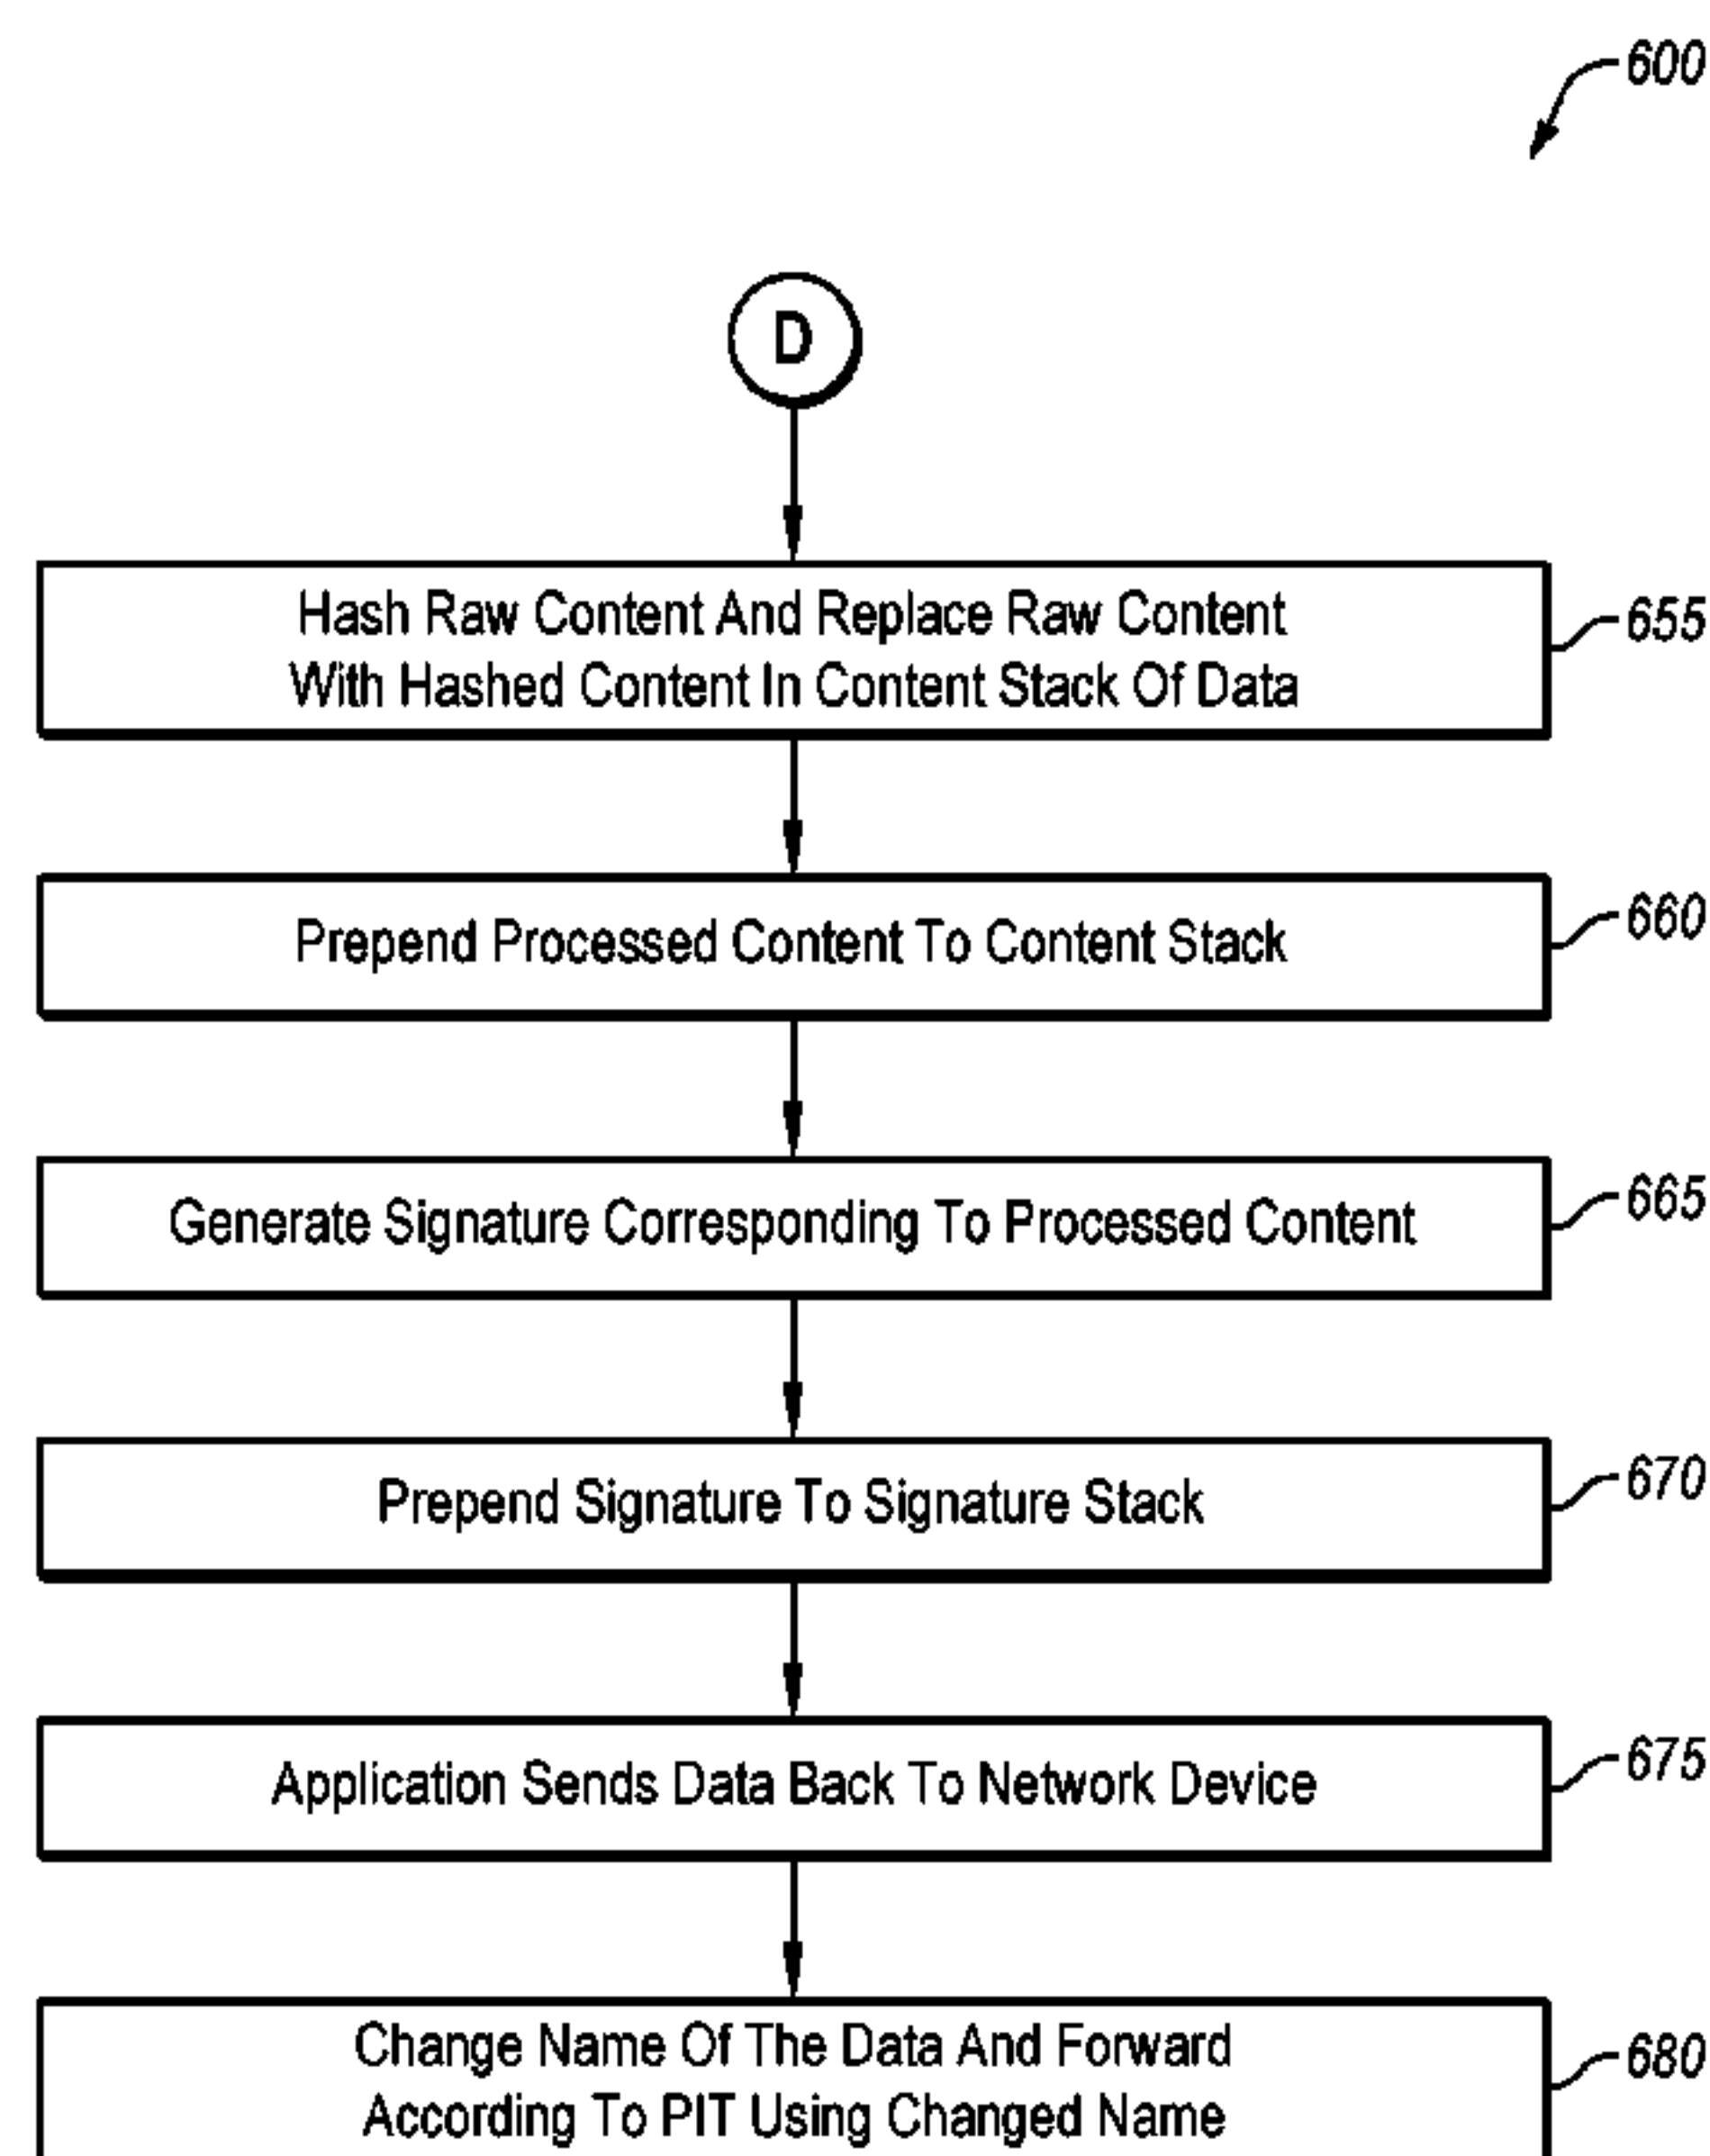 600
D
Hash Raw Content And Replace Raw Content
With Hashed Content In Content Stack Of Data
655
Prepend Processed Content To Content Stack
660
Generate Signature Corresponding To Processed Content
665
Prepend Signature To Signature Stack
670
Application Sends Data Back To Network Device
675
Change Name Of The Data And Forward
According To PIT Using Changed Name
680